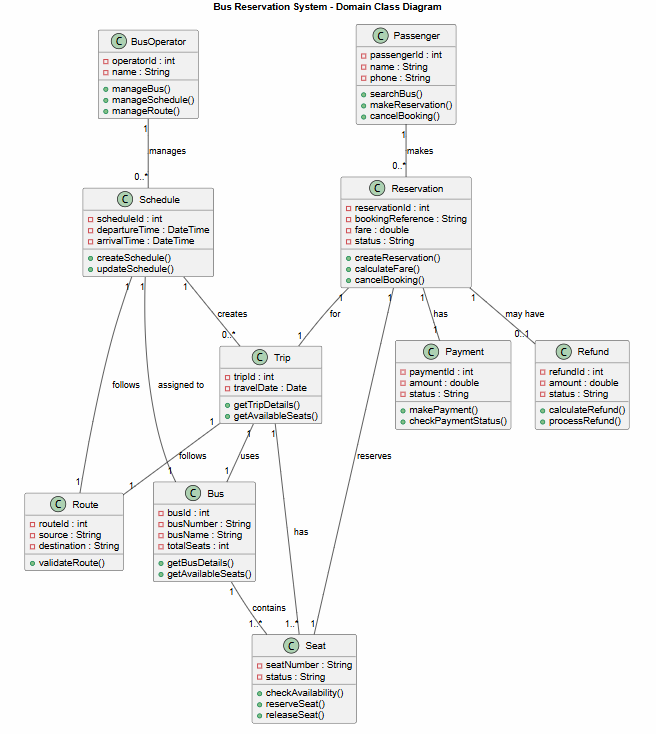 Bus Reservation System - Domain Class Diagram
C BusOperator
operatorId : int
name : String
manageBus()
manageSchedule()
manageRoute()
C Passenger
passengerId : int
name : String
phone : String
searchBus()
makeReservation()
cancelBooking()
1
manages
0..*
1
makes
0..*
C Schedule
scheduleId : int
departureTime : DateTime
arrivalTime : DateTime
createSchedule()
updateSchedule()
C Reservation
reservationId : int
bookingReference : String
fare : double
status : String
createReservation()
calculateFare()
cancelBooking()
1
follows
1
1
assigned to
1
1
creates
0..*
1
for
1
1
reserves
1
1
has
1
1
may have
0..1
C Trip
tripId : int
travelDate : Date
getTripDetails()
getAvailableSeats()
C Payment
paymentId : int
amount : double
status : String
makePayment()
checkPaymentStatus()
C Refund
refundId : int
amount : double
status : String
calculateRefund()
processRefund()
1
follows
1
1
uses
1
1
has
1..*
C Route
routeId : int
source : String
destination : String
validateRoute()
C Bus
busId : int
busNumber : String
busName : String
totalSeats : int
getBusDetails()
getAvailableSeats()
1
contains
1..*
C Seat
seatNumber : String
status : String
checkAvailability()
reserveSeat()
releaseSeat()